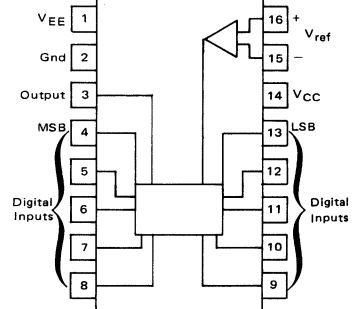 VEE 1 16 +
Vref
Gnd 2 15 −
Output 3 14 VCC
MSB 4 13 LSB
5 12
Digital Inputs 6 11 Digital Inputs
7 10
8 9